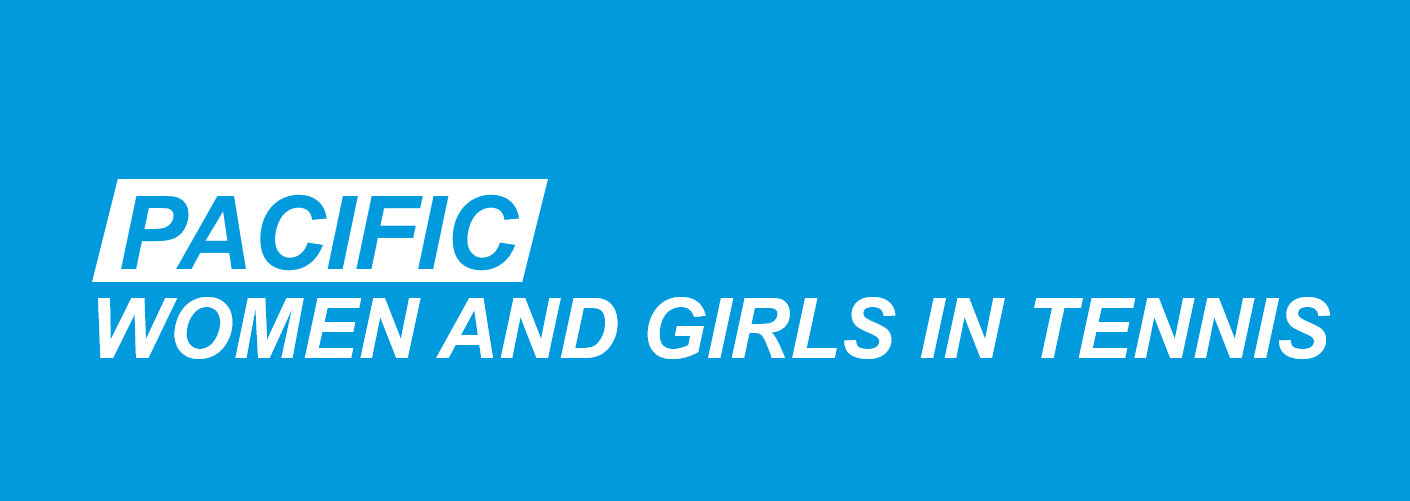 PACIFIC
WOMEN AND GIRLS IN TENNIS